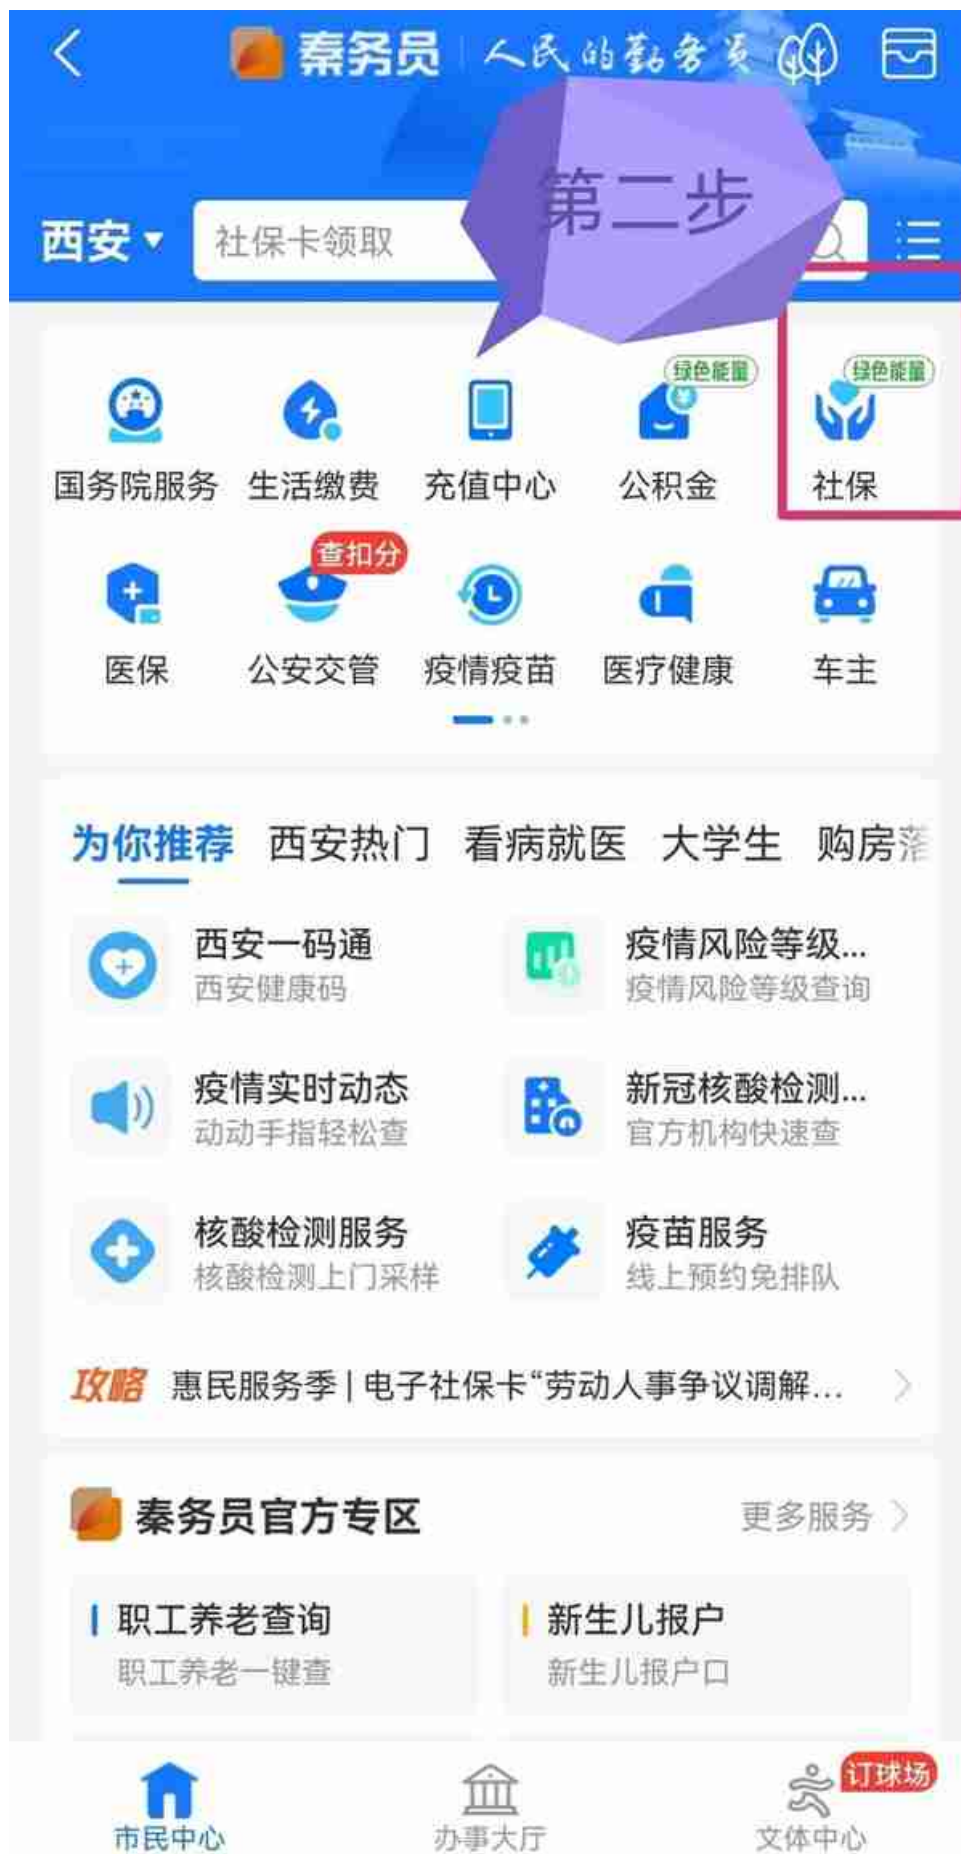 秦务员 人民的勤务员
第二步
西安 社保卡领取
绿色能量 绿色能量
国务院服务 生活缴费 充值中心 公积金 社保
查扣分
医保 公安交管 疫情疫苗 医疗健康 车主
为你推荐 西安热门 看病就医 大学生 购房落
西安一码通 疫情风险等级...
西安健康码 疫情风险等级查询
疫情实时动态 新冠核酸检测...
动动手指轻松查 官方机构快速查
核酸检测服务 疫苗服务
核酸检测上门采样 线上预约免排队
攻略 惠民服务季 | 电子社保卡“劳动人事争议调解...
秦务员官方专区 更多服务
职工养老查询 新生儿报户
职工养老一键查 新生儿报户口
订球场
市民中心 办事大厅 文体中心